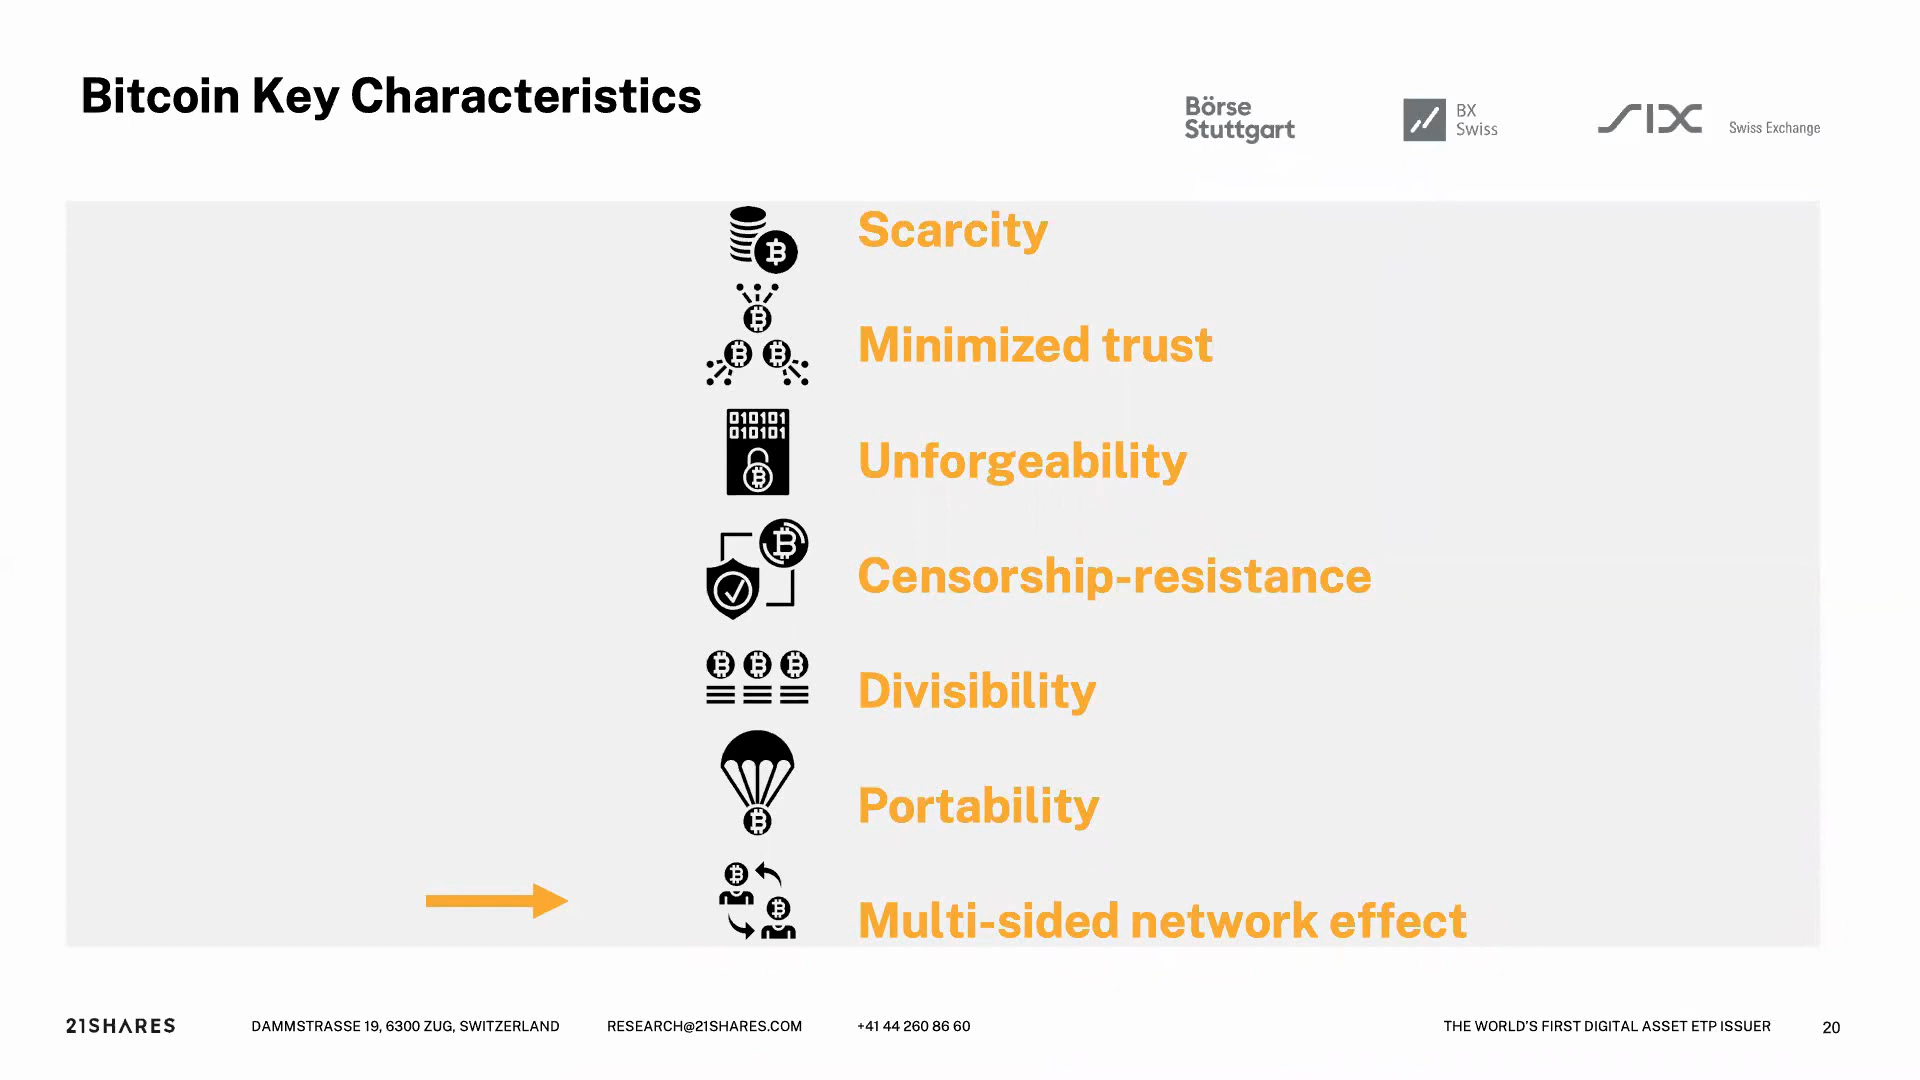 Bitcoin Key Characteristics
Börse
Stuttgart
BX
Swiss
SIX
Swiss Exchange
Scarcity
Minimized trust
010101
010101
Unforgeability
Censorship-resistance
Divisibility
Portability
Multi-sided network effect
21SHARES
DAMMSTRASSE 19, 6300 ZUG, SWITZERLAND
RESEARCH@21SHARES.COM
+41 44 260 86 60
THE WORLD'S FIRST DIGITAL ASSET ETP ISSUER
20